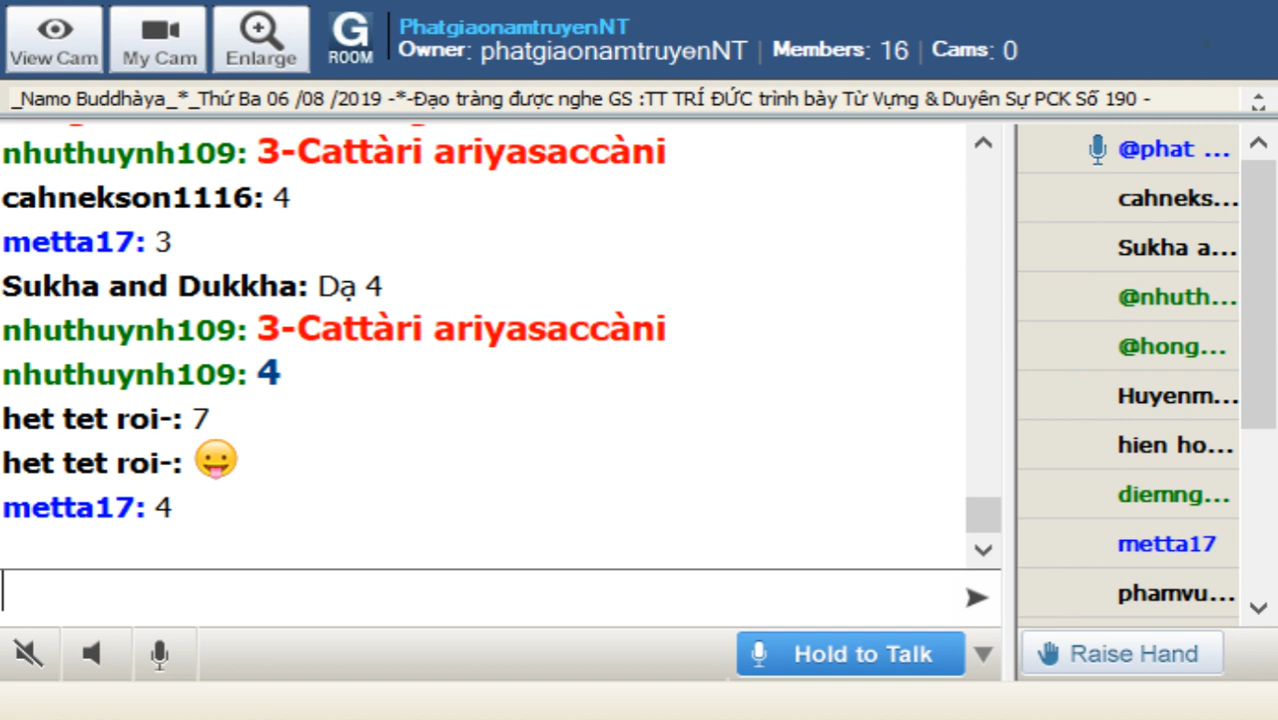 View Cam
My Cam
Enlarge
G
ROOM
PhatgiaonamtruyenNT
Owner: phatgiaonamtruyenNT | Members: 16 | Cams: 0
_Namo Buddhàya_*_Thứ Ba 06 /08 /2019 -*-Đạo tràng được nghe GS :TT TRÍ ĐỨC trình bày Từ Vựng & Duyên Sự PCK Số 190 -
nhuthuynh109: 3-Cattàri ariyasaccàni
cahnekson1116: 4
metta17: 3
Sukha and Dukkha: Dạ 4
nhuthuynh109: 3-Cattàri ariyasaccàni
nhuthuynh109: 4
het tet roi-: 7
het tet roi-:
metta17: 4
@phat ...
cahneks...
Sukha a...
@nhuth...
@hong...
Huyenm...
hien ho...
diemng...
metta17
phamvu...
Hold to Talk
Raise Hand